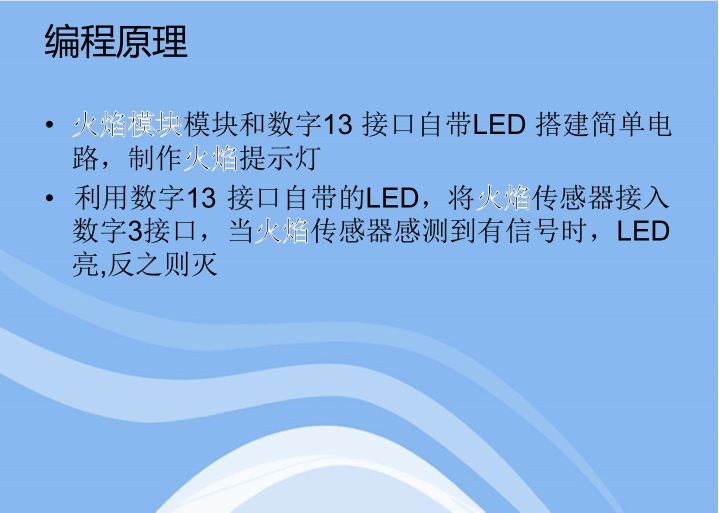 编程原理
• 火焰模块模块和数字13 接口自带LED 搭建简单电
路，制作火焰提示灯
• 利用数字13 接口自带的LED，将火焰传感器接入
数字3接口，当火焰传感器感测到有信号时，LED
亮,反之则灭